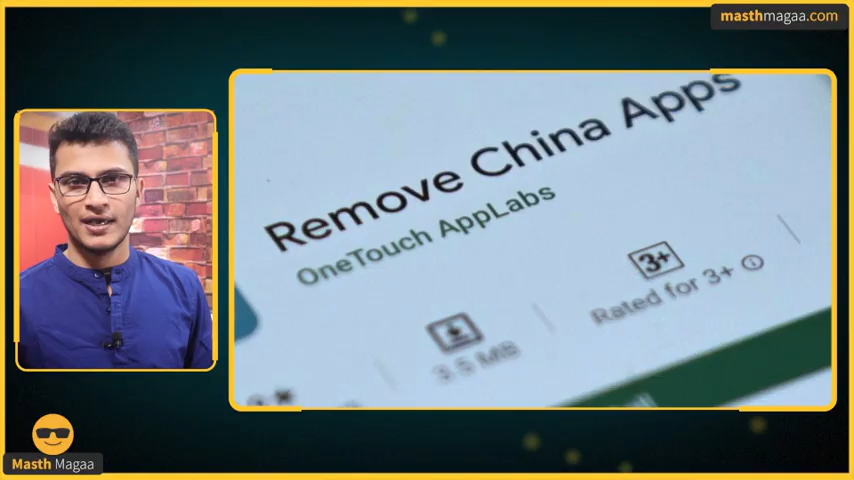 masthmagaa.com
Remove China Apps
OneTouch AppLabs
3+
3.5 MB
Rated for 3+
Masth Magaa